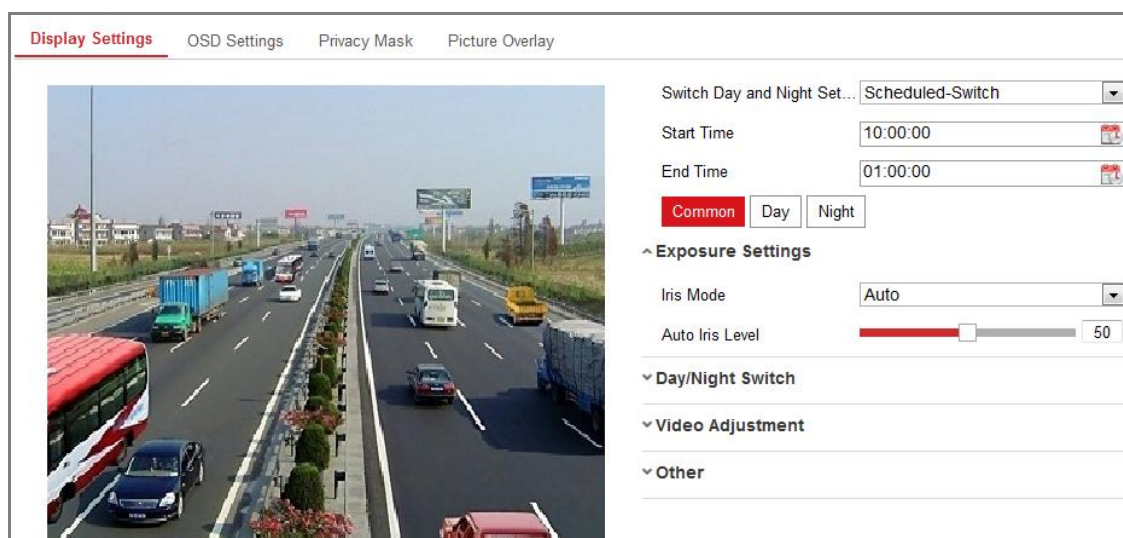 Display Settings OSD Settings Privacy Mask Picture Overlay
Switch Day and Night Set... Scheduled-Switch
Start Time 10:00:00
End Time 01:00:00
Common Day Night
Exposure Settings
Iris Mode Auto
Auto Iris Level 50
Day/Night Switch
Video Adjustment
Other